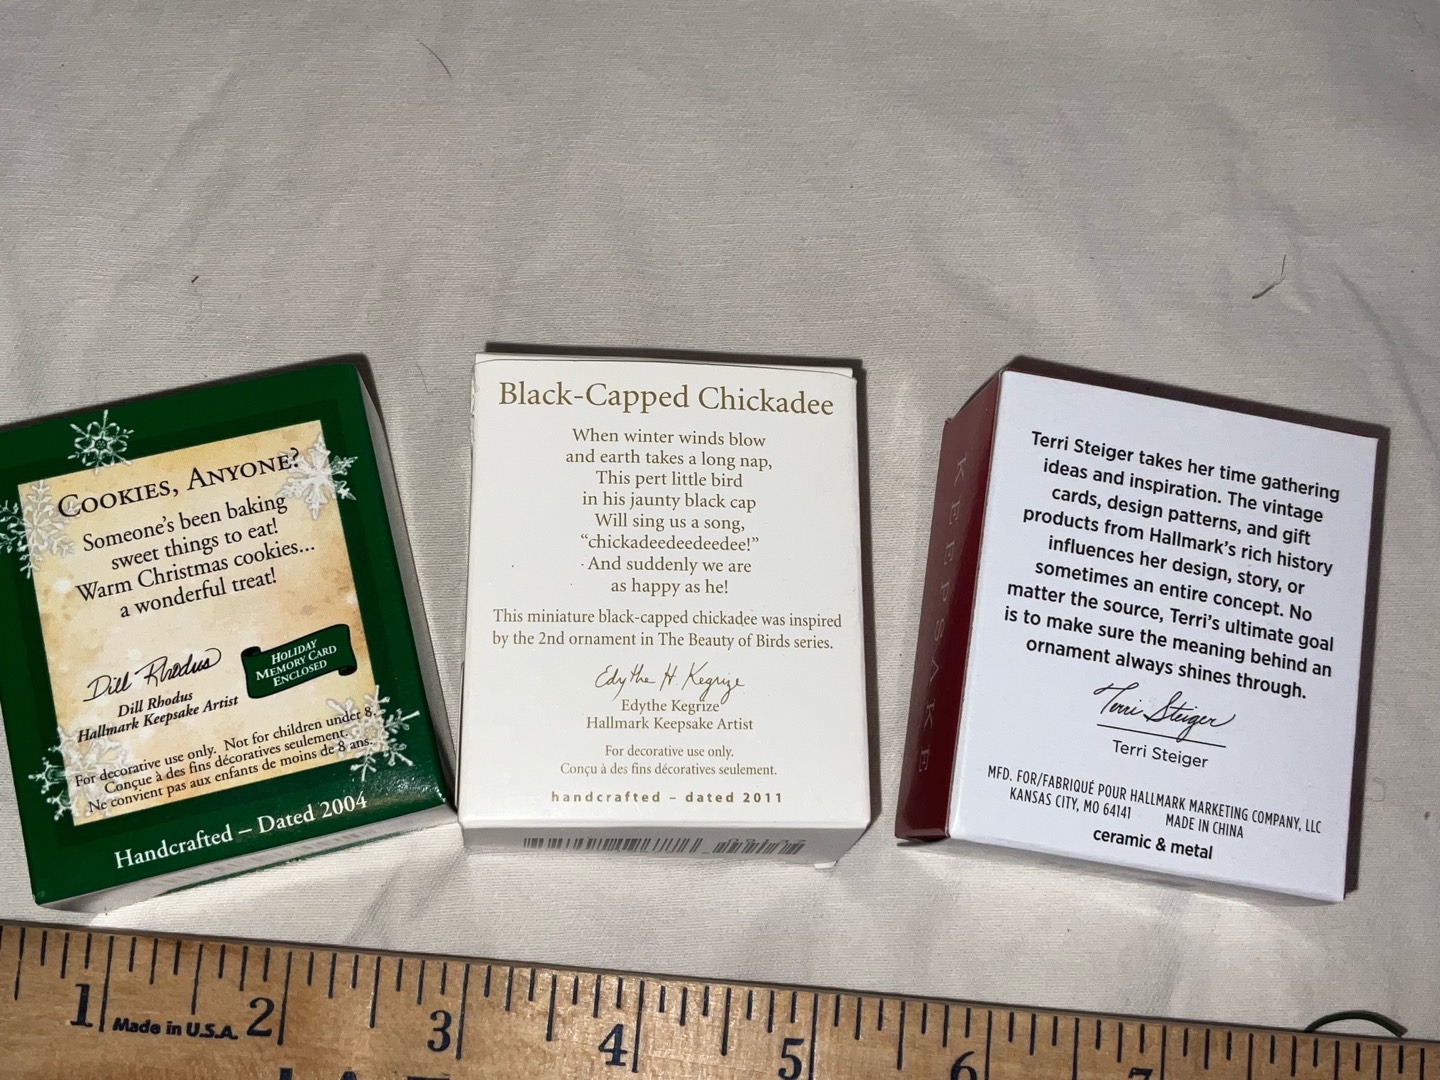 COOKIES, ANYONE?
Someone's been baking
sweet things to eat!
Warm Christmas cookies...
a wonderful treat!
Dill Rhodus
Dill Rhodus
Hallmark Keepsake Artist
HOLIDAY
MEMORY CARD
ENCLOSED
For decorative use only. Not for children under 8.
Conçue à des fins décoratives seulement.
Ne convient pas aux enfants de moins de 8 ans.
Handcrafted – Dated 2004
Black-Capped Chickadee
When winter winds blow
and earth takes a long nap,
This pert little bird
in his jaunty black cap
Will sing us a song,
“chickadeedeedeedee!”
And suddenly we are
as happy as he!
This miniature black-capped chickadee was inspired
by the 2nd ornament in The Beauty of Birds series.
Edythe H. Kegrize
Edythe Kegrize
Hallmark Keepsake Artist
For decorative use only.
Conçu à des fins décoratives seulement.
handcrafted – dated 2011
KEEPSAKE
Terri Steiger takes her time gathering
ideas and inspiration. The vintage
cards, design patterns, and gift
products from Hallmark's rich history
influences her design, story, or
sometimes an entire concept. No
matter the source, Terri's ultimate goal
is to make sure the meaning behind an
ornament always shines through.
Terri Steiger
Terri Steiger
MFD. FOR/FABRIQUÉ POUR HALLMARK MARKETING COMPANY, LLC
KANSAS CITY, MO 64141 MADE IN CHINA
ceramic & metal
1 2 3 4 5 6 7
Made in U.S.A.